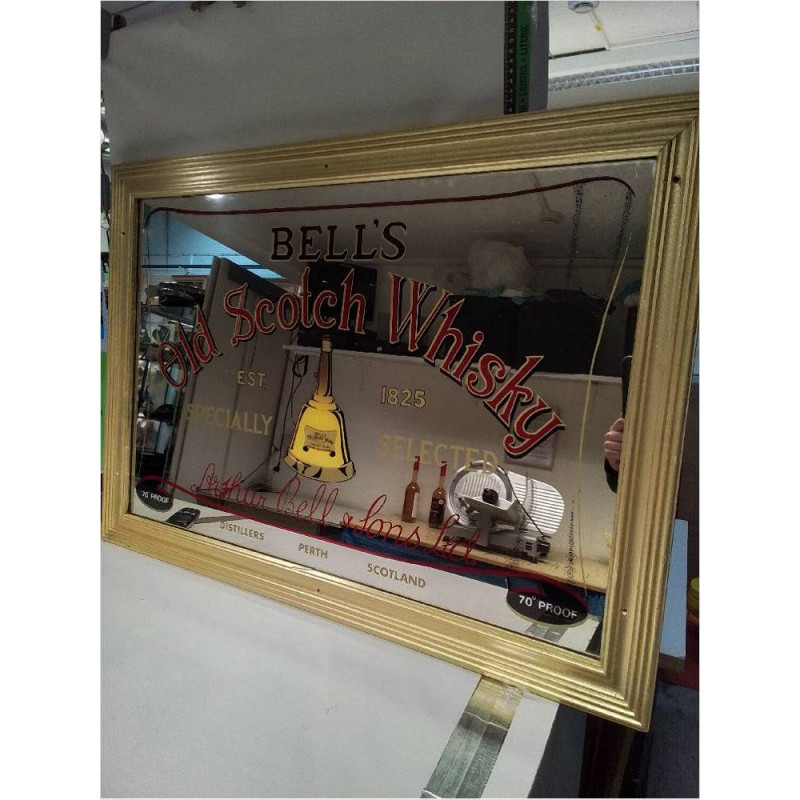 BELL'S
Old Scotch Whisky
EST. 1825
SPECIALLY SELECTED
Arthur Bell & Sons Ltd.
70° PROOF
DISTILLERS PERTH SCOTLAND
70° PROOF